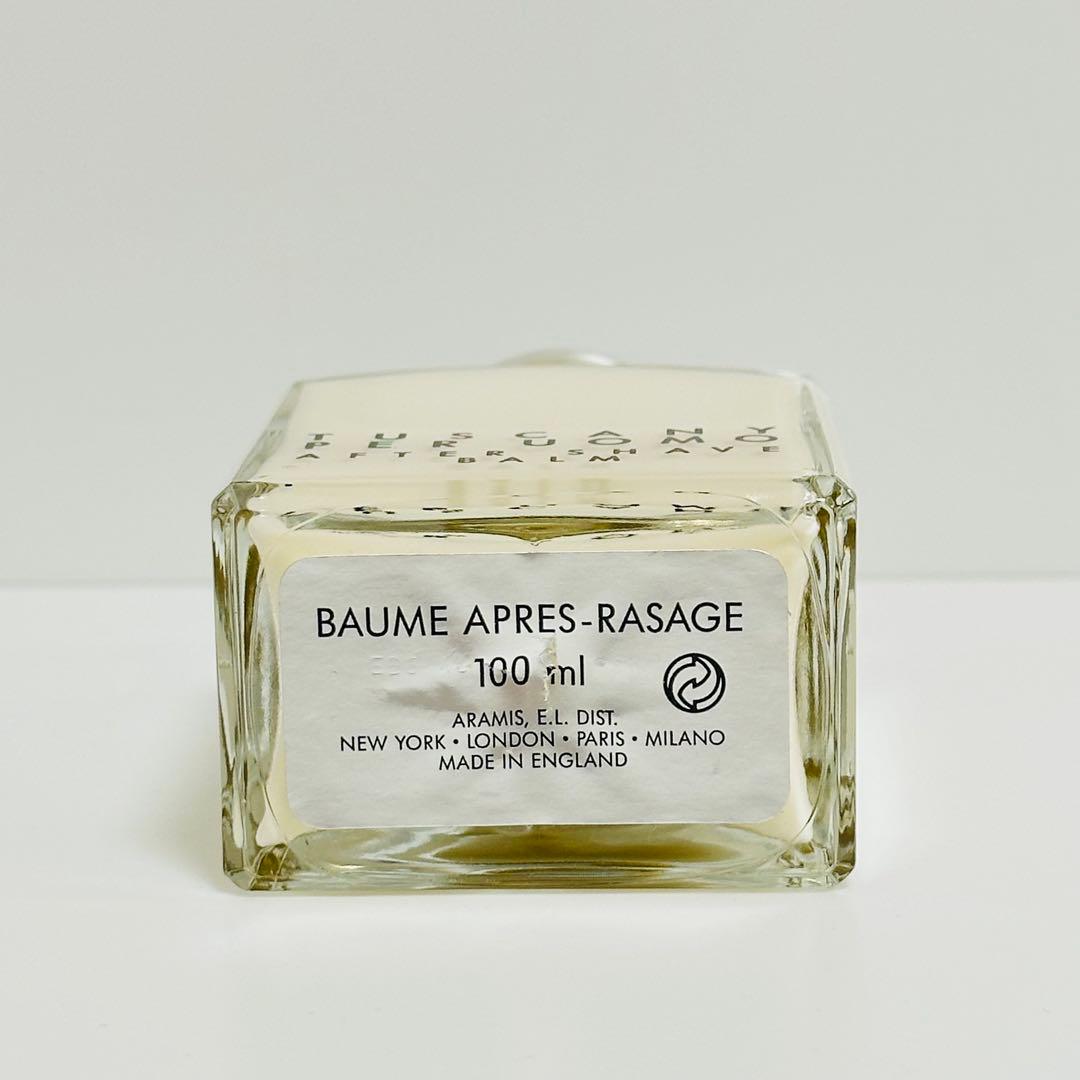 TUSCANY
PER UOMO
AFTER SHAVE
BALM
BAUME APRES-RASAGE
100 ml
ARAMIS, E.L. DIST.
NEW YORK • LONDON • PARIS • MILANO
MADE IN ENGLAND